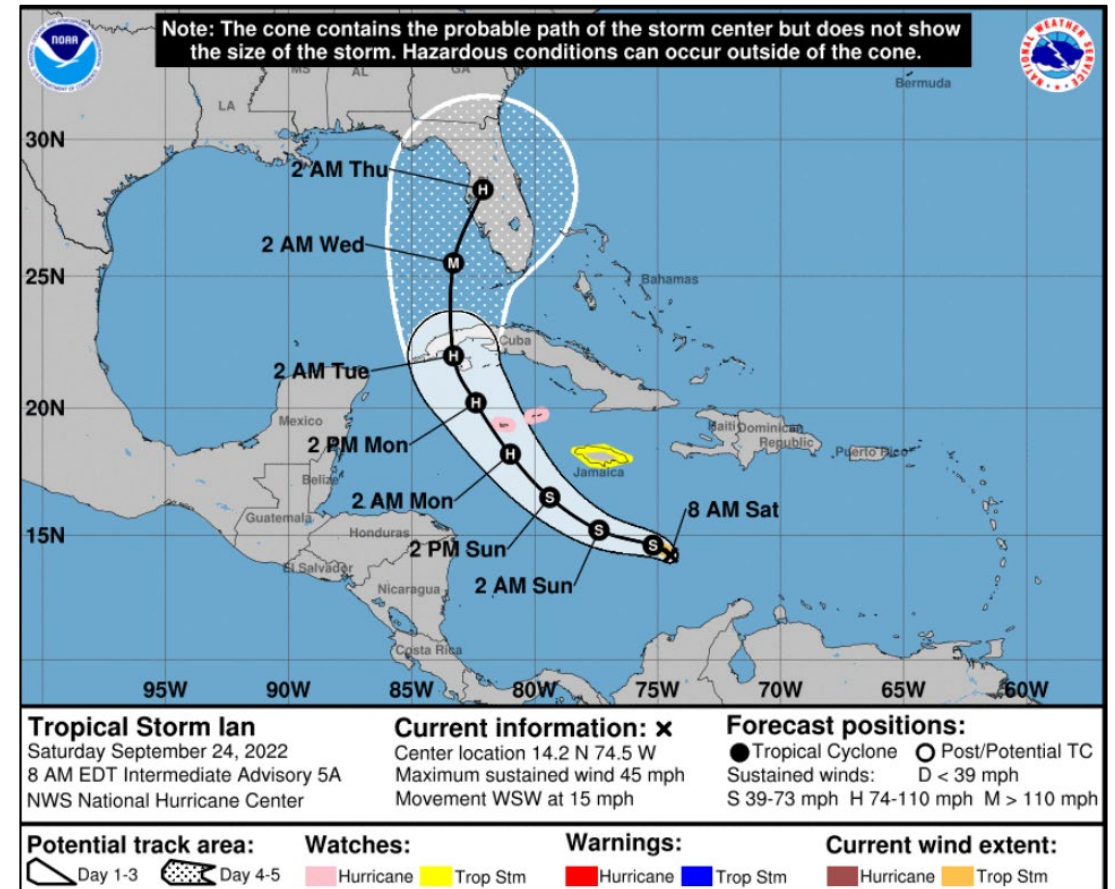 Note: The cone contains the probable path of the storm center but does not show
the size of the storm. Hazardous conditions can occur outside of the cone.
NOAA
NATIONAL WEATHER SERVICE
MS
AL
GA
LA
Bermuda
30N
2 AM Thu
2 AM Wed
25N
Bahamas
Cuba
2 AM Tue
20N
Mexico
Haiti
Dominican
Republic
2 PM Mon
Puerto Rico
Belize
Jamaica
2 AM Mon
8 AM Sat
Guatemala
15N
Honduras
2 PM Sun
El Salvador
2 AM Sun
Nicaragua
Costa Rica
95W 90W 85W 80W 75W 70W 65W 60W
H
M
H
H
H
S
S
S
Tropical Storm Ian
Saturday September 24, 2022
8 AM EDT Intermediate Advisory 5A
NWS National Hurricane Center
Current information: x
Center location 14.2 N 74.5 W
Maximum sustained wind 45 mph
Movement WSW at 15 mph
Forecast positions:
Tropical Cyclone Post/Potential TC
Sustained winds: D < 39 mph
S 39-73 mph H 74-110 mph M > 110 mph
Potential track area:
Day 1-3 Day 4-5
Watches:
Hurricane Trop Stm
Warnings:
Hurricane Trop Stm
Current wind extent:
Hurricane Trop Stm